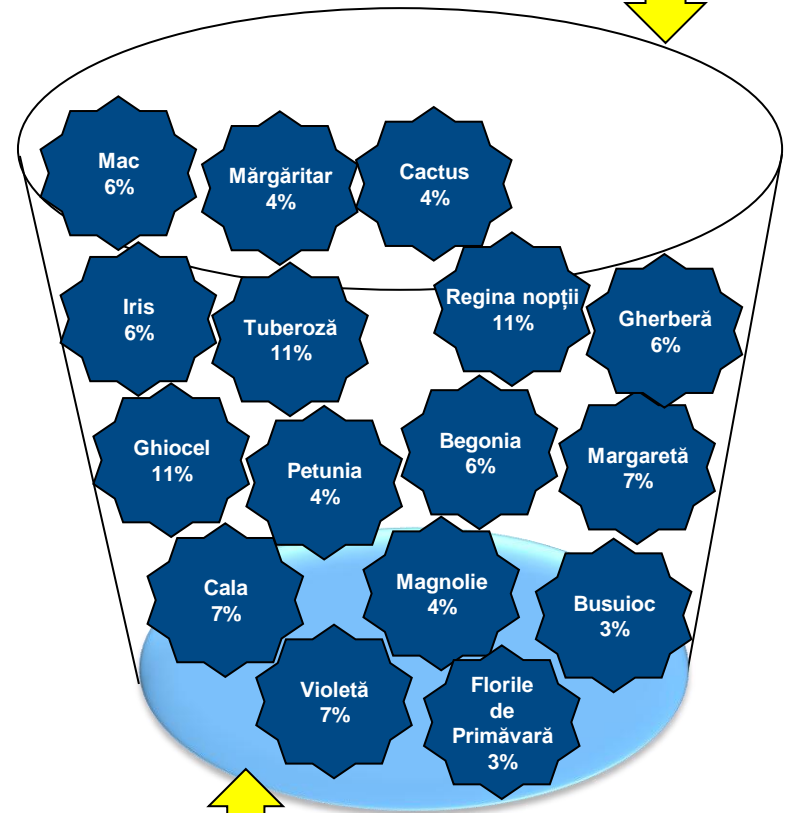 Mac
6%
Mărgăritar
4%
Cactus
4%
Iris
6%
Tuberoză
11%
Regina nopții
11%
Gherberă
6%
Ghiocel
11%
Petunia
4%
Begonia
6%
Margaretă
7%
Cala
7%
Magnolie
4%
Busuioc
3%
Violetă
7%
Florile
de
Primăvară
3%